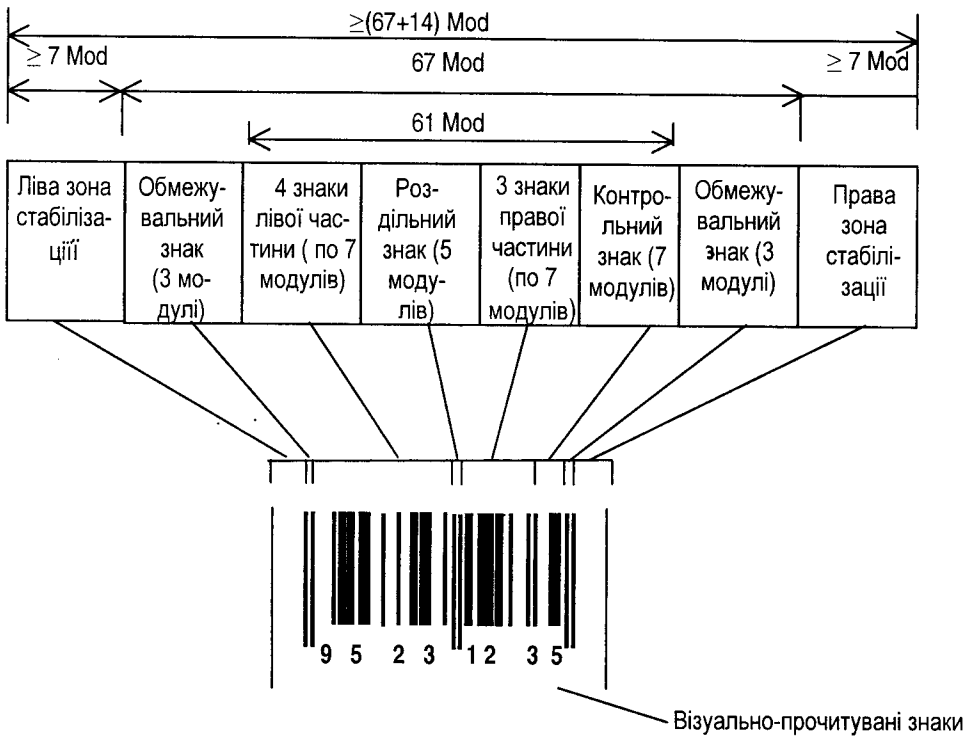 ≥(67+14) Mod
≥ 7 Mod
67 Mod
≥ 7 Mod
61 Mod
Ліва зона
стабіліза-
ціїї
Обмежу-
вальний
знак
(3 мо-
дулі)
4 знаки
лівої час-
тини ( по 7
модулів)
Роз-
дільний
знак (5
моду-
лів)
3 знаки
правої
частини
(по 7
модулів)
Контро-
льний
знак (7
модулів)
Обмежу-
вальний
знак (3
модулі)
Права
зона
стабілі-
зації
9 5 2 3 1 2 3 5
Візуально-прочитувані знаки